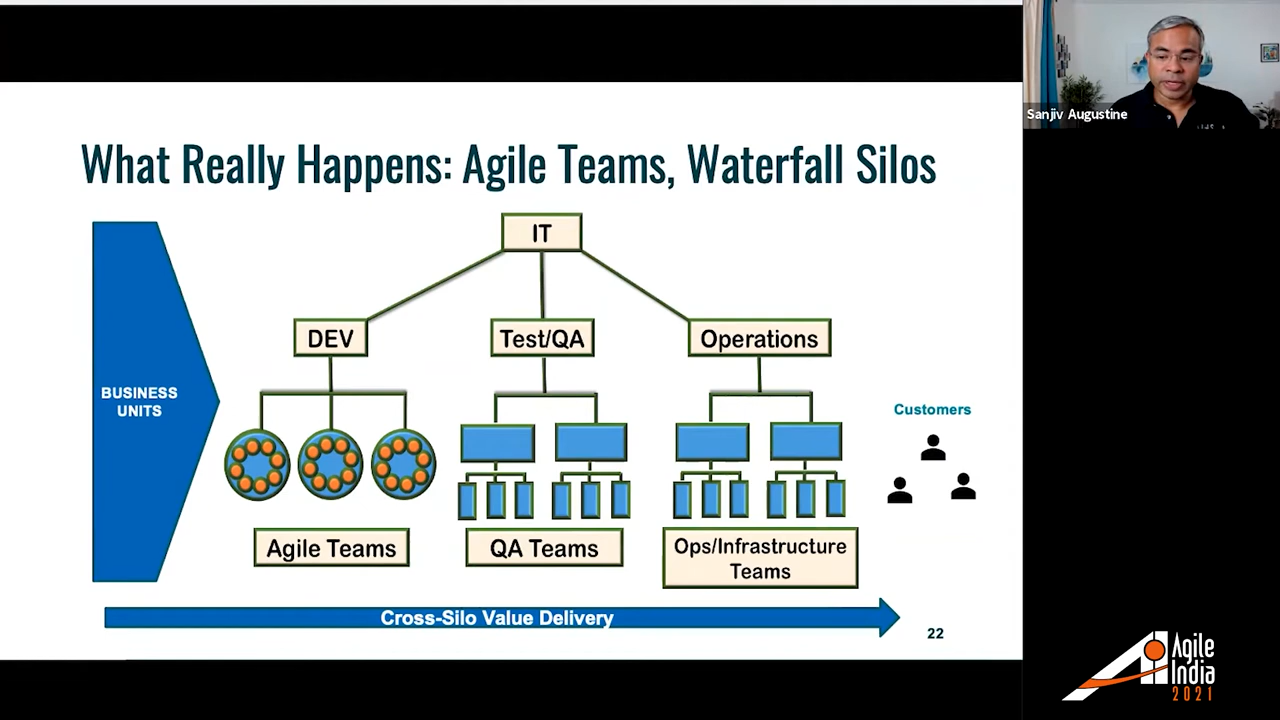 What Really Happens: Agile Teams, Waterfall Silos
IT
DEV
Test/QA
Operations
BUSINESS
UNITS
Customers
Agile Teams
QA Teams
Ops/Infrastructure
Teams
Cross-Silo Value Delivery
22
Sanjiv Augustine
Agile
India
2021